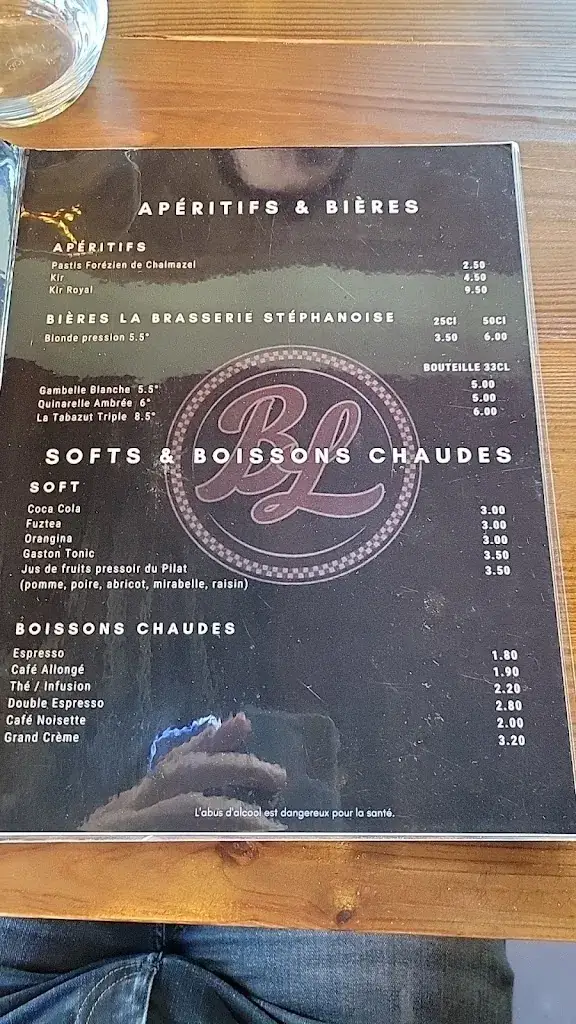 APÉRITIFS & BIÈRES
APÉRITIFS
Pastis Forézien de Chalmazel 2.50
Kir 4.50
Kir Royal 9.50
BIÈRES LA BRASSERIE STÉPHANOISE 25Cl 50Cl
Blonde pression 5.5° 3.50 6.00
BOUTEILLE 33CL
Gambelle Blanche 5.5° 5.00
Quinarelle Ambrée 6° 5.00
La Tabazut Triple 8.5° 6.00
BL
SOFTS & BOISSONS CHAUDES
SOFT
Coca Cola 3.00
Fuztea 3.00
Orangina 3.00
Gaston Tonic 3.50
Jus de fruits pressoir du Pilat 3.50
(pomme, poire, abricot, mirabelle, raisin)
BOISSONS CHAUDES
Espresso 1.80
Café Allongé 1.90
Thé / Infusion 2.20
Double Espresso 2.80
Café Noisette 2.00
Grand Crème 3.20
L'abus d'alcool est dangereux pour la santé.